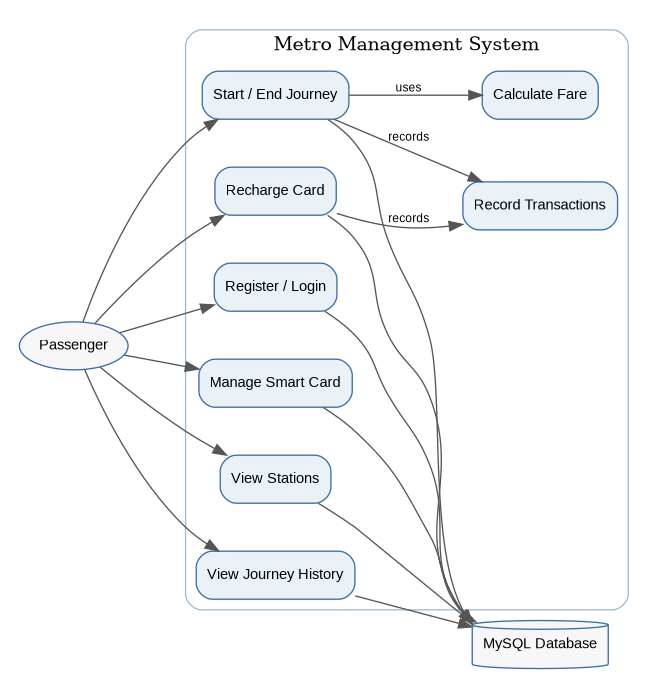 Metro Management System
Start / End Journey
uses
Calculate Fare
records
Recharge Card
records
Record Transactions
Register / Login
Passenger
Manage Smart Card
View Stations
View Journey History
MySQL Database